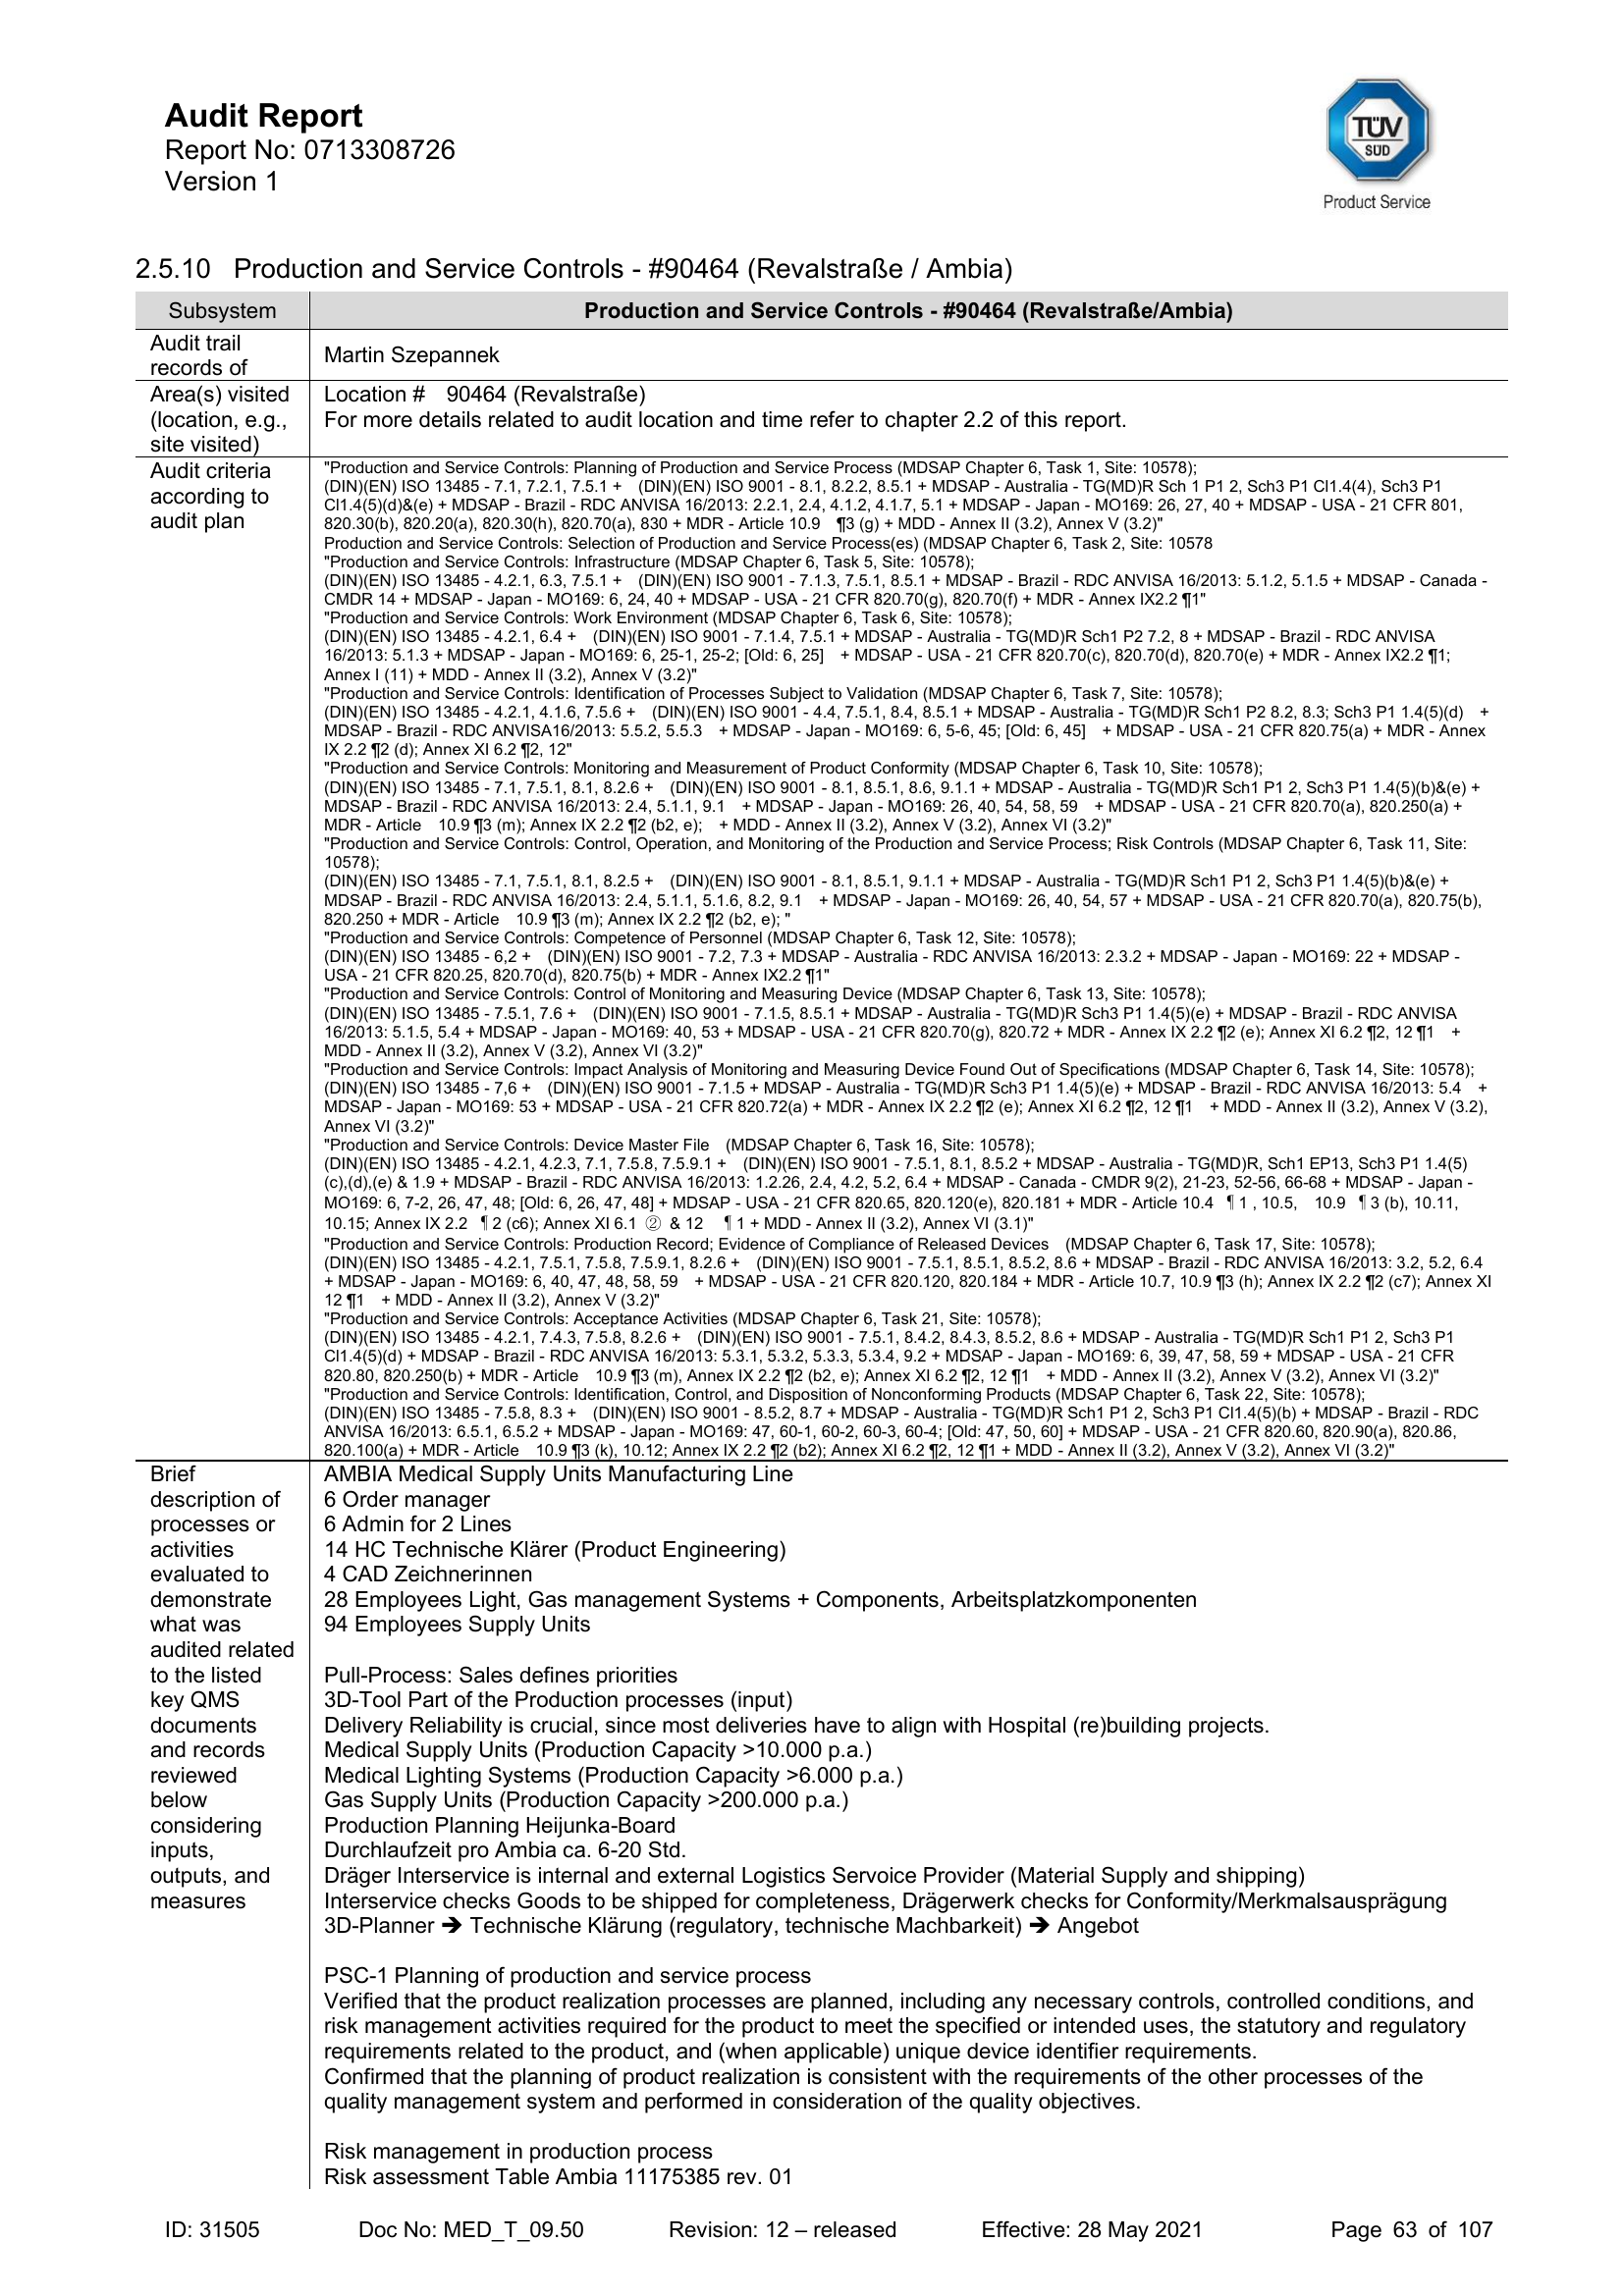 Audit Report
Report No: 0713308726
Version 1
TÜV
SÜD
Product Service
2.5.10 Production and Service Controls - #90464 (Revalstraße / Ambia)
Subsystem
Production and Service Controls - #90464 (Revalstraße/Ambia)
Audit trail
records of
Martin Szepannek
Area(s) visited
(location, e.g.,
site visited)
Location # 90464 (Revalstraße)
For more details related to audit location and time refer to chapter 2.2 of this report.
Audit criteria
according to
audit plan
"Production and Service Controls: Planning of Production and Service Process (MDSAP Chapter 6, Task 1, Site: 10578);
(DIN)(EN) ISO 13485 - 7.1, 7.2.1, 7.5.1 + (DIN)(EN) ISO 9001 - 8.1, 8.2.2, 8.5.1 + MDSAP - Australia - TG(MD)R Sch 1 P1 2, Sch3 P1 Cl1.4(4), Sch3 P1
Cl1.4(5)(d)&(e) + MDSAP - Brazil - RDC ANVISA 16/2013: 2.2.1, 2.4, 4.1.2, 4.1.7, 5.1 + MDSAP - Japan - MO169: 26, 27, 40 + MDSAP - USA - 21 CFR 801,
820.30(b), 820.20(a), 820.30(h), 820.70(a), 830 + MDR - Article 10.9 ¶3 (g) + MDD - Annex II (3.2), Annex V (3.2)"
Production and Service Controls: Selection of Production and Service Process(es) (MDSAP Chapter 6, Task 2, Site: 10578
"Production and Service Controls: Infrastructure (MDSAP Chapter 6, Task 5, Site: 10578);
(DIN)(EN) ISO 13485 - 4.2.1, 6.3, 7.5.1 + (DIN)(EN) ISO 9001 - 7.1.3, 7.5.1, 8.5.1 + MDSAP - Brazil - RDC ANVISA 16/2013: 5.1.2, 5.1.5 + MDSAP - Canada -
CMDR 14 + MDSAP - Japan - MO169: 6, 24, 40 + MDSAP - USA - 21 CFR 820.70(g), 820.70(f) + MDR - Annex IX2.2 ¶1"
"Production and Service Controls: Work Environment (MDSAP Chapter 6, Task 6, Site: 10578);
(DIN)(EN) ISO 13485 - 4.2.1, 6.4 + (DIN)(EN) ISO 9001 - 7.1.4, 7.5.1 + MDSAP - Australia - TG(MD)R Sch1 P2 7.2, 8 + MDSAP - Brazil - RDC ANVISA
16/2013: 5.1.3 + MDSAP - Japan - MO169: 6, 25-1, 25-2; [Old: 6, 25] + MDSAP - USA - 21 CFR 820.70(c), 820.70(d), 820.70(e) + MDR - Annex IX2.2 ¶1;
Annex I (11) + MDD - Annex II (3.2), Annex V (3.2)"
"Production and Service Controls: Identification of Processes Subject to Validation (MDSAP Chapter 6, Task 7, Site: 10578);
(DIN)(EN) ISO 13485 - 4.2.1, 4.1.6, 7.5.6 + (DIN)(EN) ISO 9001 - 4.4, 7.5.1, 8.4, 8.5.1 + MDSAP - Australia - TG(MD)R Sch1 P2 8.2, 8.3; Sch3 P1 1.4(5)(d) +
MDSAP - Brazil - RDC ANVISA16/2013: 5.5.2, 5.5.3 + MDSAP - Japan - MO169: 6, 5-6, 45; [Old: 6, 45] + MDSAP - USA - 21 CFR 820.75(a) + MDR - Annex
IX 2.2 ¶2 (d); Annex XI 6.2 ¶2, 12"
"Production and Service Controls: Monitoring and Measurement of Product Conformity (MDSAP Chapter 6, Task 10, Site: 10578);
(DIN)(EN) ISO 13485 - 7.1, 7.5.1, 8.1, 8.2.6 + (DIN)(EN) ISO 9001 - 8.1, 8.5.1, 8.6, 9.1.1 + MDSAP - Australia - TG(MD)R Sch1 P1 2, Sch3 P1 1.4(5)(b)&(e) +
MDSAP - Brazil - RDC ANVISA 16/2013: 2.4, 5.1.1, 9.1 + MDSAP - Japan - MO169: 26, 40, 54, 58, 59 + MDSAP - USA - 21 CFR 820.70(a), 820.250(a) +
MDR - Article 10.9 ¶3 (m); Annex IX 2.2 ¶2 (b2, e); + MDD - Annex II (3.2), Annex V (3.2), Annex VI (3.2)"
"Production and Service Controls: Control, Operation, and Monitoring of the Production and Service Process; Risk Controls (MDSAP Chapter 6, Task 11, Site:
10578);
(DIN)(EN) ISO 13485 - 7.1, 7.5.1, 8.1, 8.2.5 + (DIN)(EN) ISO 9001 - 8.1, 8.5.1, 9.1.1 + MDSAP - Australia - TG(MD)R Sch1 P1 2, Sch3 P1 1.4(5)(b)&(e) +
MDSAP - Brazil - RDC ANVISA 16/2013: 2.4, 5.1.1, 5.1.6, 8.2, 9.1 + MDSAP - Japan - MO169: 26, 40, 54, 57 + MDSAP - USA - 21 CFR 820.70(a), 820.75(b),
820.250 + MDR - Article 10.9 ¶3 (m); Annex IX 2.2 ¶2 (b2, e); "
"Production and Service Controls: Competence of Personnel (MDSAP Chapter 6, Task 12, Site: 10578);
(DIN)(EN) ISO 13485 - 6,2 + (DIN)(EN) ISO 9001 - 7.2, 7.3 + MDSAP - Australia - RDC ANVISA 16/2013: 2.3.2 + MDSAP - Japan - MO169: 22 + MDSAP -
USA - 21 CFR 820.25, 820.70(d), 820.75(b) + MDR - Annex IX2.2 ¶1"
"Production and Service Controls: Control of Monitoring and Measuring Device (MDSAP Chapter 6, Task 13, Site: 10578);
(DIN)(EN) ISO 13485 - 7.5.1, 7.6 + (DIN)(EN) ISO 9001 - 7.1.5, 8.5.1 + MDSAP - Australia - TG(MD)R Sch3 P1 1.4(5)(e) + MDSAP - Brazil - RDC ANVISA
16/2013: 5.1.5, 5.4 + MDSAP - Japan - MO169: 40, 53 + MDSAP - USA - 21 CFR 820.70(g), 820.72 + MDR - Annex IX 2.2 ¶2 (e); Annex XI 6.2 ¶2, 12 ¶1 +
MDD - Annex II (3.2), Annex V (3.2), Annex VI (3.2)"
"Production and Service Controls: Impact Analysis of Monitoring and Measuring Device Found Out of Specifications (MDSAP Chapter 6, Task 14, Site: 10578);
(DIN)(EN) ISO 13485 - 7,6 + (DIN)(EN) ISO 9001 - 7.1.5 + MDSAP - Australia - TG(MD)R Sch3 P1 1.4(5)(e) + MDSAP - Brazil - RDC ANVISA 16/2013: 5.4 +
MDSAP - Japan - MO169: 53 + MDSAP - USA - 21 CFR 820.72(a) + MDR - Annex IX 2.2 ¶2 (e); Annex XI 6.2 ¶2, 12 ¶1 + MDD - Annex II (3.2), Annex V (3.2),
Annex VI (3.2)"
"Production and Service Controls: Device Master File (MDSAP Chapter 6, Task 16, Site: 10578);
(DIN)(EN) ISO 13485 - 4.2.1, 4.2.3, 7.1, 7.5.8, 7.5.9.1 + (DIN)(EN) ISO 9001 - 7.5.1, 8.1, 8.5.2 + MDSAP - Australia - TG(MD)R, Sch1 EP13, Sch3 P1 1.4(5)
(c),(d),(e) & 1.9 + MDSAP - Brazil - RDC ANVISA 16/2013: 1.2.26, 2.4, 4.2, 5.2, 6.4 + MDSAP - Canada - CMDR 9(2), 21-23, 52-56, 66-68 + MDSAP - Japan -
MO169: 6, 7-2, 26, 47, 48; [Old: 6, 26, 47, 48] + MDSAP - USA - 21 CFR 820.65, 820.120(e), 820.181 + MDR - Article 10.4 ¶ 1 , 10.5, 10.9 ¶ 3 (b), 10.11,
10.15; Annex IX 2.2 ¶ 2 (c6); Annex XI 6.1 ② & 12 ¶ 1 + MDD - Annex II (3.2), Annex VI (3.1)"
"Production and Service Controls: Production Record; Evidence of Compliance of Released Devices (MDSAP Chapter 6, Task 17, Site: 10578);
(DIN)(EN) ISO 13485 - 4.2.1, 7.5.1, 7.5.8, 7.5.9.1, 8.2.6 + (DIN)(EN) ISO 9001 - 7.5.1, 8.5.1, 8.5.2, 8.6 + MDSAP - Brazil - RDC ANVISA 16/2013: 3.2, 5.2, 6.4
+ MDSAP - Japan - MO169: 6, 40, 47, 48, 58, 59 + MDSAP - USA - 21 CFR 820.120, 820.184 + MDR - Article 10.7, 10.9 ¶3 (h); Annex IX 2.2 ¶2 (c7); Annex XI
12 ¶1 + MDD - Annex II (3.2), Annex V (3.2)"
"Production and Service Controls: Acceptance Activities (MDSAP Chapter 6, Task 21, Site: 10578);
(DIN)(EN) ISO 13485 - 4.2.1, 7.4.3, 7.5.8, 8.2.6 + (DIN)(EN) ISO 9001 - 7.5.1, 8.4.2, 8.4.3, 8.5.2, 8.6 + MDSAP - Australia - TG(MD)R Sch1 P1 2, Sch3 P1
Cl1.4(5)(d) + MDSAP - Brazil - RDC ANVISA 16/2013: 5.3.1, 5.3.2, 5.3.3, 5.3.4, 9.2 + MDSAP - Japan - MO169: 6, 39, 47, 58, 59 + MDSAP - USA - 21 CFR
820.80, 820.250(b) + MDR - Article 10.9 ¶3 (m), Annex IX 2.2 ¶2 (b2, e); Annex XI 6.2 ¶2, 12 ¶1 + MDD - Annex II (3.2), Annex V (3.2), Annex VI (3.2)"
"Production and Service Controls: Identification, Control, and Disposition of Nonconforming Products (MDSAP Chapter 6, Task 22, Site: 10578);
(DIN)(EN) ISO 13485 - 7.5.8, 8.3 + (DIN)(EN) ISO 9001 - 8.5.2, 8.7 + MDSAP - Australia - TG(MD)R Sch1 P1 2, Sch3 P1 Cl1.4(5)(b) + MDSAP - Brazil - RDC
ANVISA 16/2013: 6.5.1, 6.5.2 + MDSAP - Japan - MO169: 47, 60-1, 60-2, 60-3, 60-4; [Old: 47, 50, 60] + MDSAP - USA - 21 CFR 820.60, 820.90(a), 820.86,
820.100(a) + MDR - Article 10.9 ¶3 (k), 10.12; Annex IX 2.2 ¶2 (b2); Annex XI 6.2 ¶2, 12 ¶1 + MDD - Annex II (3.2), Annex V (3.2), Annex VI (3.2)"
Brief
description of
processes or
activities
evaluated to
demonstrate
what was
audited related
to the listed
key QMS
documents
and records
reviewed
below
considering
inputs,
outputs, and
measures
AMBIA Medical Supply Units Manufacturing Line
6 Order manager
6 Admin for 2 Lines
14 HC Technische Klärer (Product Engineering)
4 CAD Zeichnerinnen
28 Employees Light, Gas management Systems + Components, Arbeitsplatzkomponenten
94 Employees Supply Units
Pull-Process: Sales defines priorities
3D-Tool Part of the Production processes (input)
Delivery Reliability is crucial, since most deliveries have to align with Hospital (re)building projects.
Medical Supply Units (Production Capacity >10.000 p.a.)
Medical Lighting Systems (Production Capacity >6.000 p.a.)
Gas Supply Units (Production Capacity >200.000 p.a.)
Production Planning Heijunka-Board
Durchlaufzeit pro Ambia ca. 6-20 Std.
Dräger Interservice is internal and external Logistics Servoice Provider (Material Supply and shipping)
Interservice checks Goods to be shipped for completeness, Drägerwerk checks for Conformity/Merkmalsausprägung
3D-Planner ➔ Technische Klärung (regulatory, technische Machbarkeit) ➔ Angebot
PSC-1 Planning of production and service process
Verified that the product realization processes are planned, including any necessary controls, controlled conditions, and
risk management activities required for the product to meet the specified or intended uses, the statutory and regulatory
requirements related to the product, and (when applicable) unique device identifier requirements.
Confirmed that the planning of product realization is consistent with the requirements of the other processes of the
quality management system and performed in consideration of the quality objectives.
Risk management in production process
Risk assessment Table Ambia 11175385 rev. 01
ID: 31505 Doc No: MED_T_09.50 Revision: 12 – released Effective: 28 May 2021 Page 63 of 107